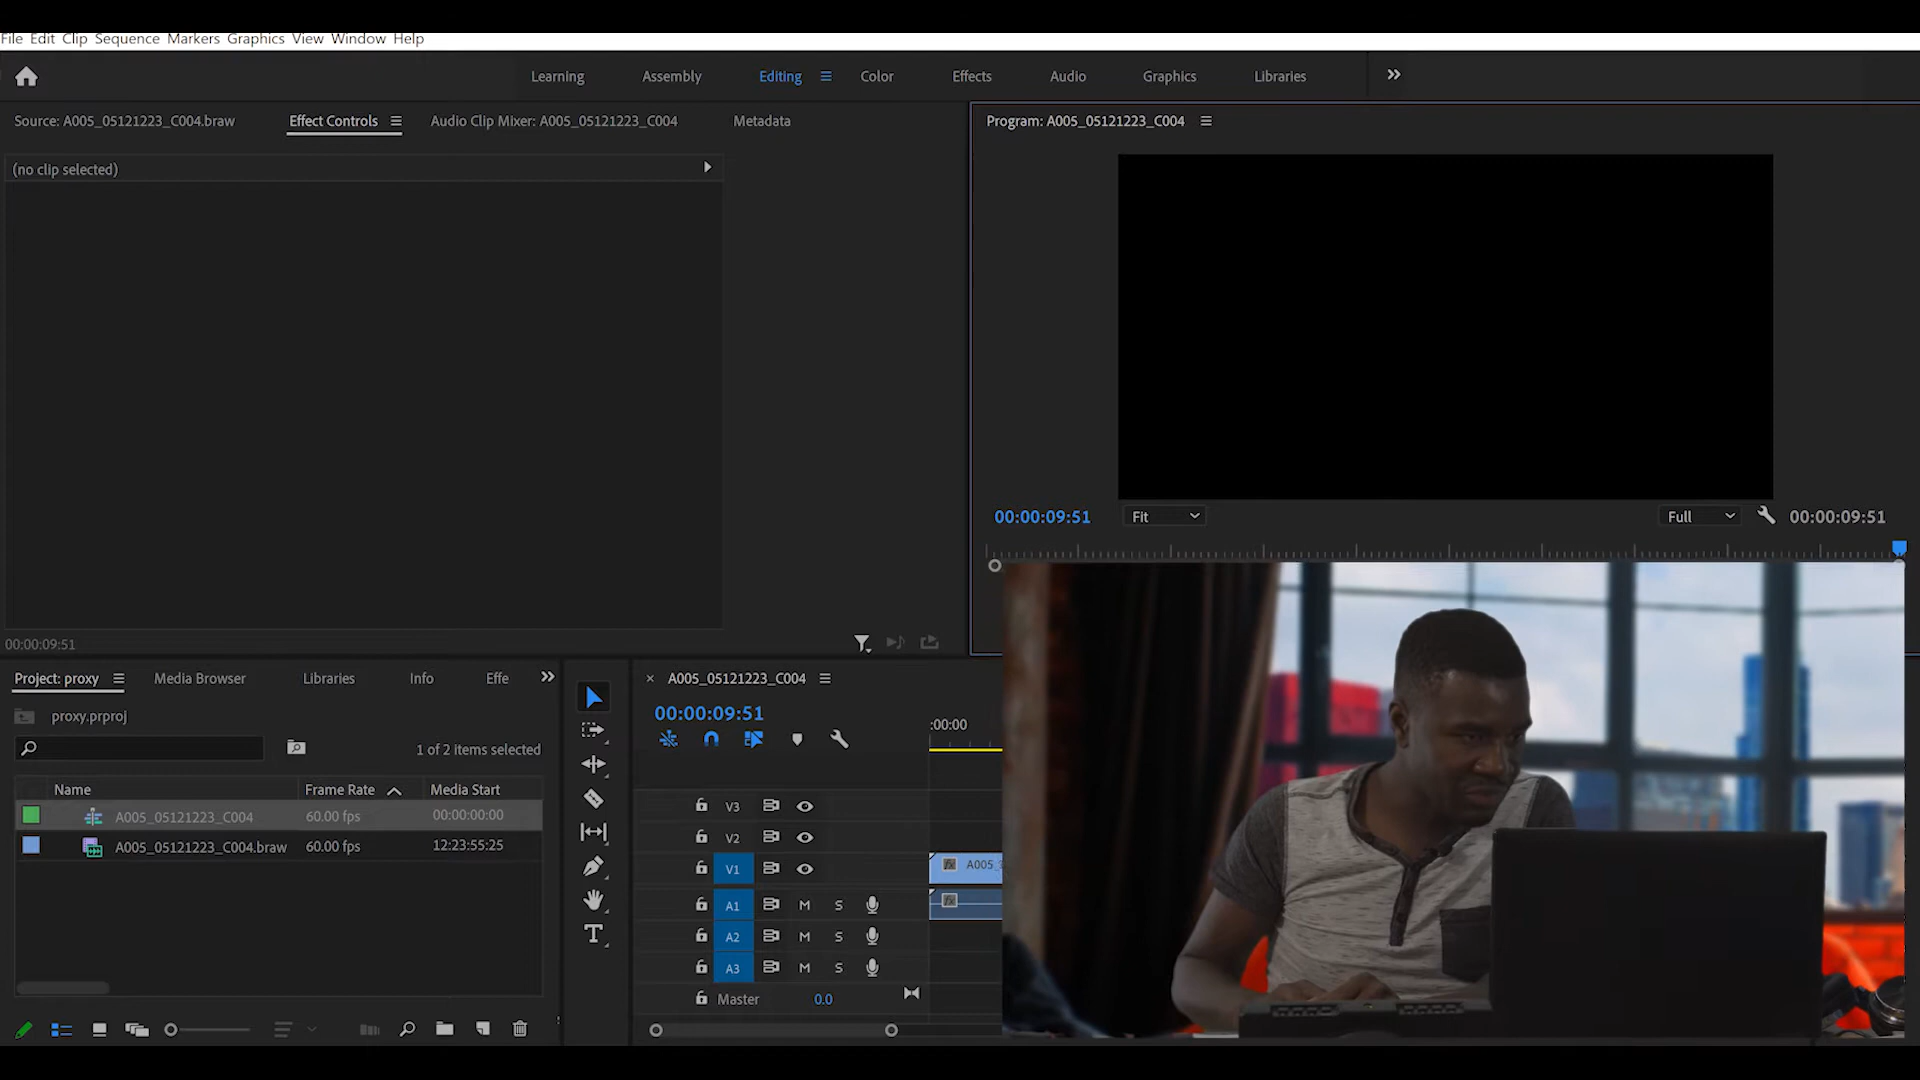 File Edit Clip Sequence Markers Graphics View Window Help
Learning Assembly Editing Color Effects Audio Graphics Libraries
Source: A005_05121223_C004.braw Effect Controls Audio Clip Mixer: A005_05121223_C004 Metadata
(no clip selected)
00:00:09:51
Program: A005_05121223_C004
00:00:09:51 Fit Full 00:00:09:51
Project: proxy Media Browser Libraries Info Effe
proxy.prproj
1 of 2 items selected
Name Frame Rate Media Start
A005_05121223_C004 60.00 fps 00:00:00:00
A005_05121223_C004.braw 60.00 fps 12:23:55:25
A005_05121223_C004
00:00:09:51
:00:00
V3
V2
V1 fx A005_
A1 M S fx
A2 M S
A3 M S
Master 0.0